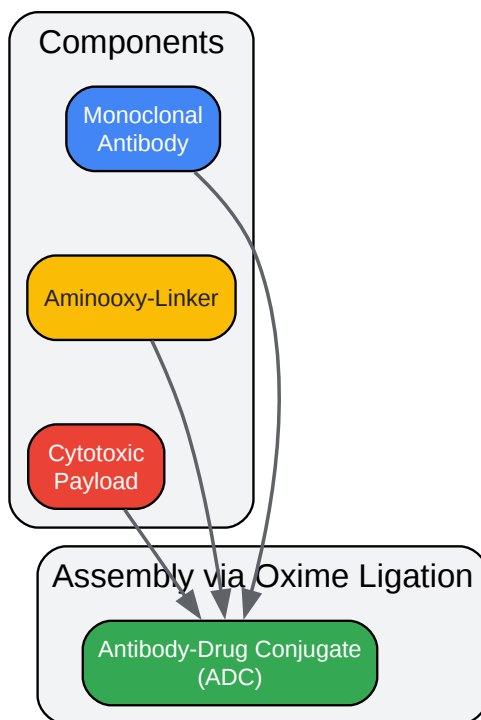 Components
Monoclonal
Antibody
Aminooxy-Linker
Cytotoxic
Payload
Assembly via Oxime Ligation
Antibody-Drug Conjugate
(ADC)